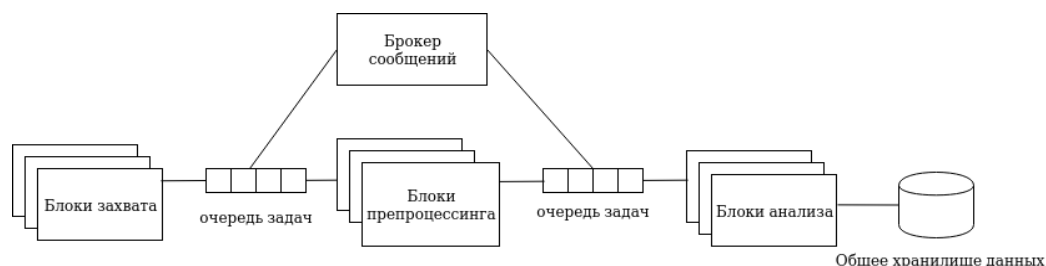 Брокер
сообщений
Блоки захвата
очередь задач
Блоки
препроцессинга
очередь задач
Блоки анализа
Общее хранилище данных